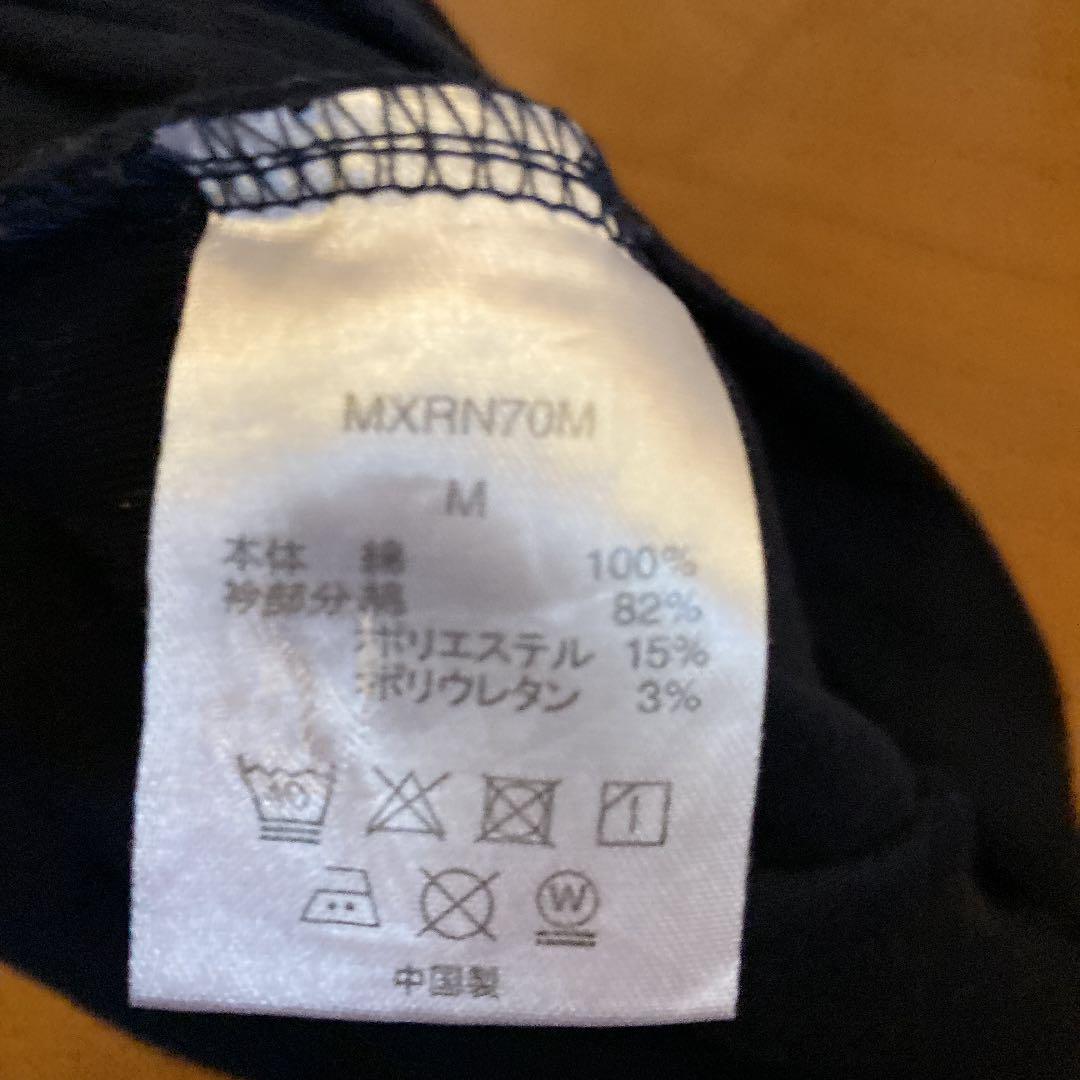 MXRN70M
M
本体 綿 100%
衿部分 綿 82%
ポリエステル 15%
ポリウレタン 3%
40
W
中国製